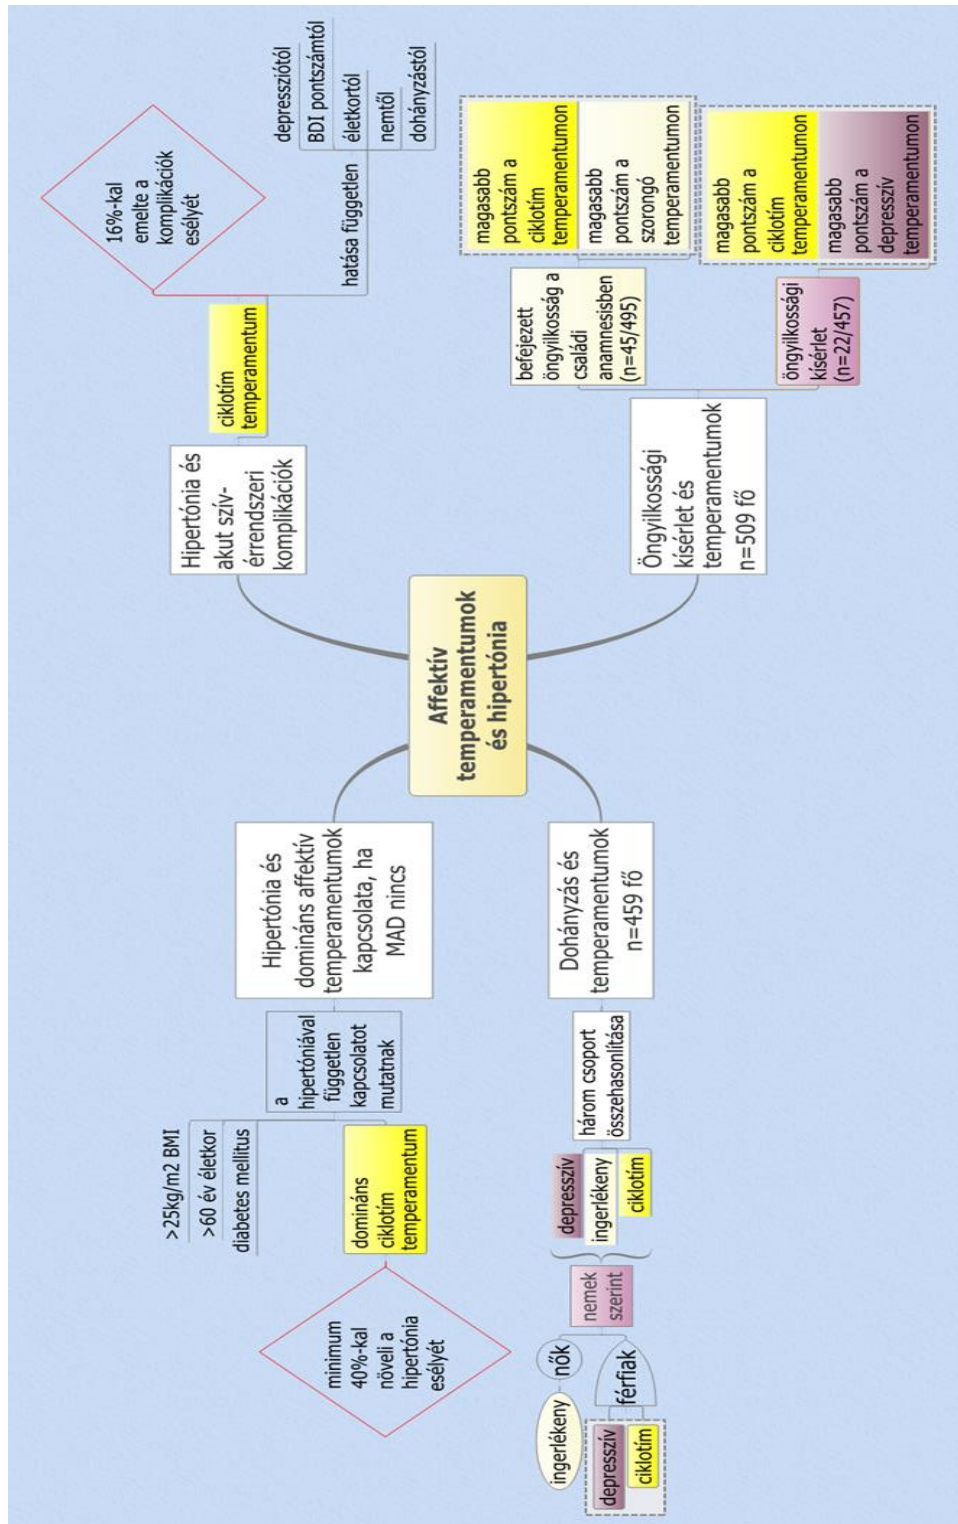 Affektív
temperamentumok
és hipertónia
Hipertónia és
akut szív-
érrendszeri
komplikációk
ciklotím
temperamentum
16%-kal
emelte a
komplikációk
esélyét
hatása független
depressziótól
BDI pontszámtól
életkortól
nemtől
dohányzástól
Öngyilkossági
kísérlet és
temperamentumok
n=509 fő
befejezett
öngyilkosság a
családi
anamnesisben
(n=45/495)
magasabb
pontszám a
ciklotím
temperamentumon
magasabb
pontszám a
szorongó
temperamentumon
öngyilkossági
kísérlet
(n=22/457)
magasabb
pontszám a
ciklotím
temperamentumon
magasabb
pontszám a
depresszív
temperamentumon
Hipertónia és
domináns affektív
temperamentumok
kapcsolata, ha
MAD nincs
a
hipertóniával
független
kapcsolatot
mutatnak
>25kg/m2 BMI
>60 év életkor
diabetes mellitus
domináns
ciklotím
temperamentum
minimum
40%-kal
növeli a
hipertónia
esélyét
Dohányzás és
temperamentumok
n=459 fő
három csoport
összehasonlítása
depresszív
ingerlékeny
ciklotím
nemek
szerint
nők
ingerlékeny
férfiak
depresszív
ciklotím